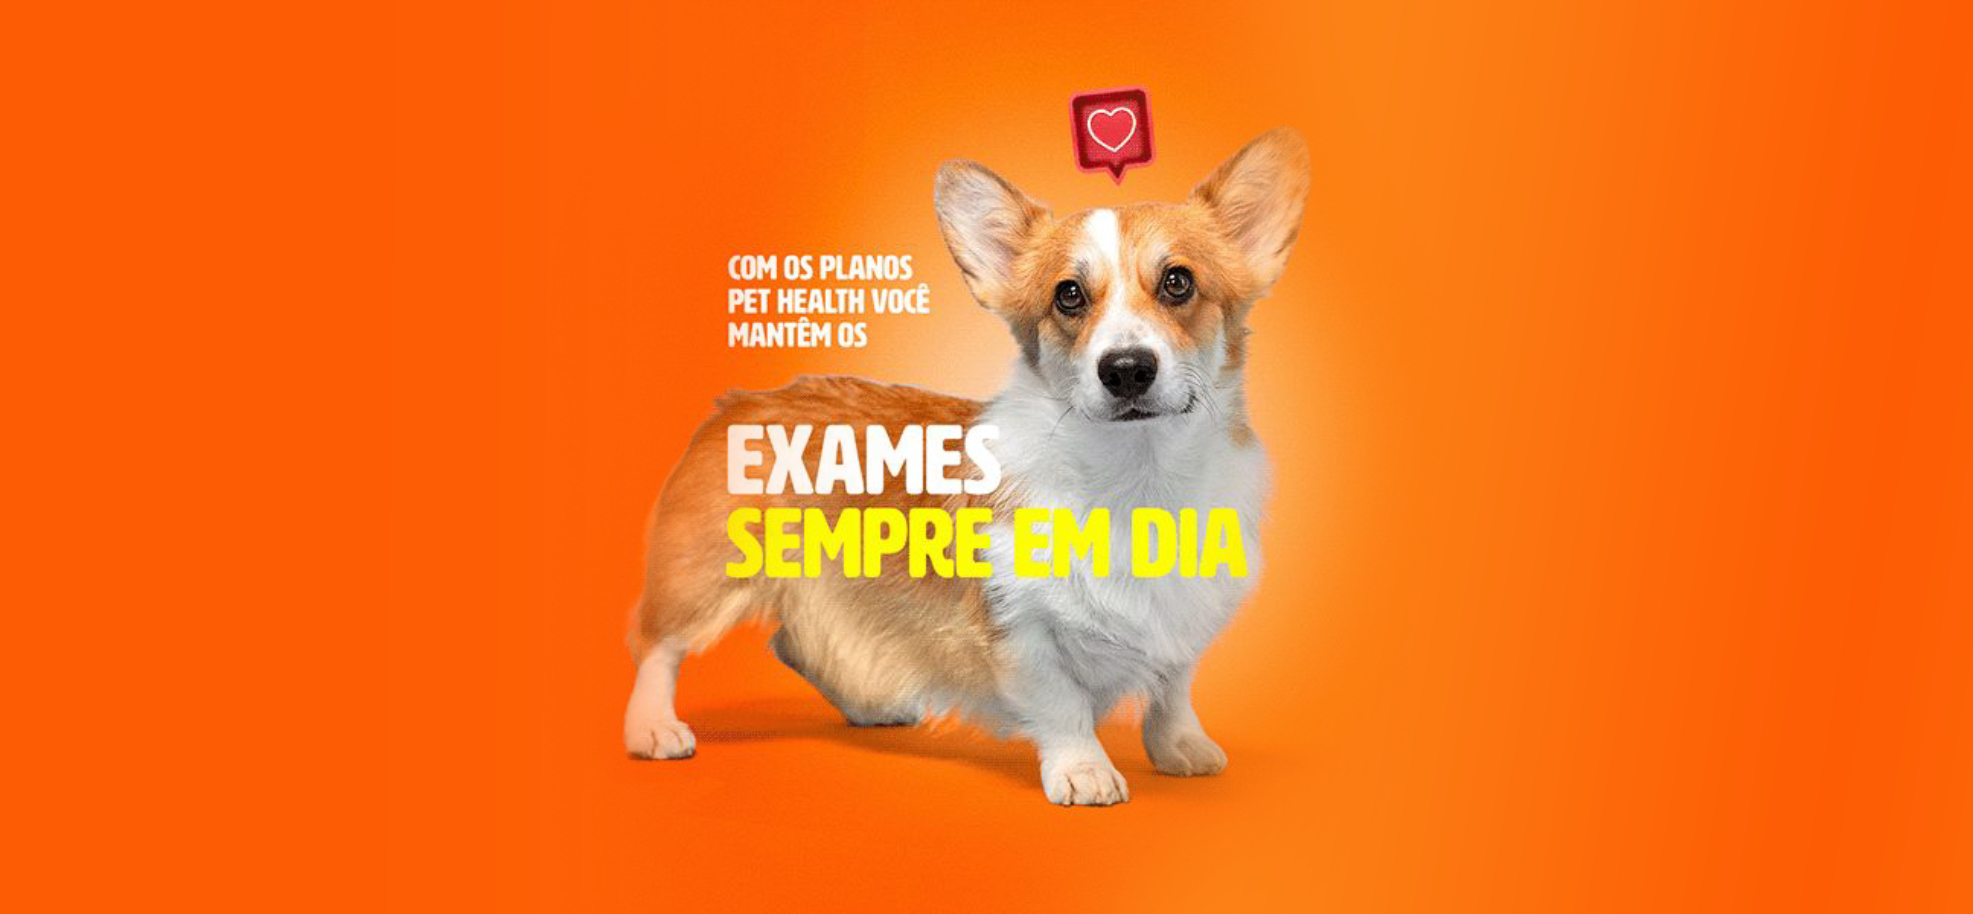 COM OS PLANOS
PET HEALTH VOCÊ
MANTÊM OS
EXAMES
SEMPRE EM DIA